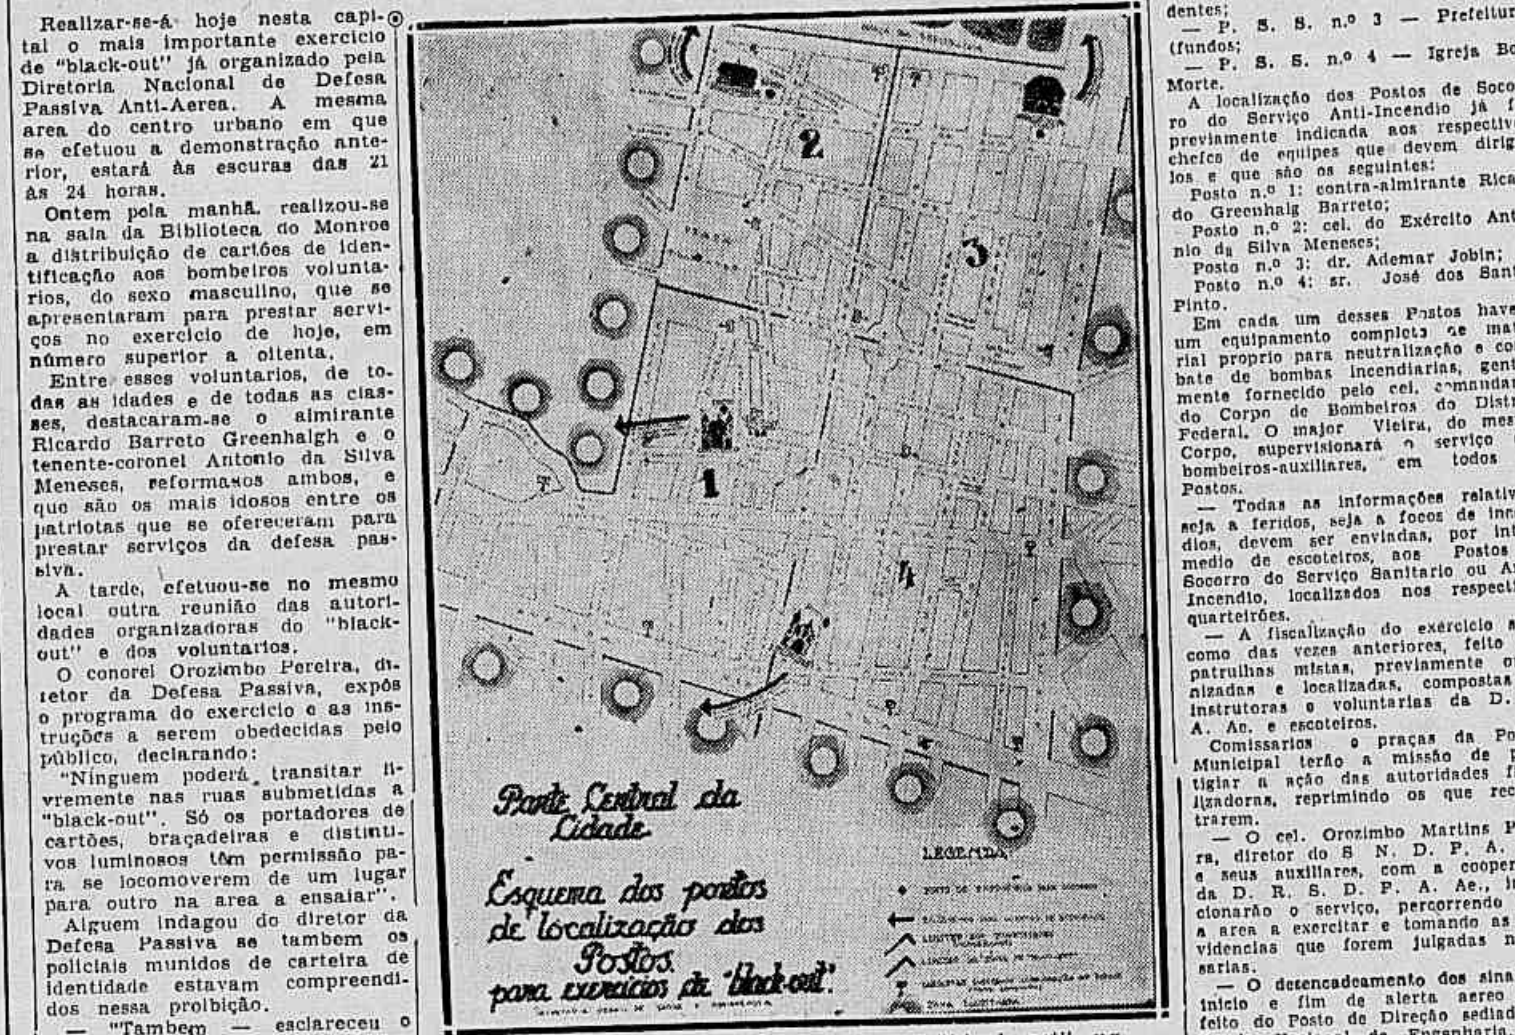 Realizar-se-á hoje nesta capi-
tal o mais importante exercicio
de "black-out" já organizado pela
Diretoria Nacional de Defesa
Passiva Anti-Aerea. A mesma
area do centro urbano em que
se efetuou a demonstração ante-
rior, estará às escuras das 21
às 24 horas.
Ontem pela manhã, realizou-se
na sala da Biblioteca do Monroe
a distribuição de cartões de iden-
tificação aos bombeiros volunta-
rios, do sexo masculino, que se
apresentaram para prestar servi-
ços no exercicio de hoje, em
número superior a oitenta.
Entre esses voluntarios, de to-
das as idades e de todas as clas-
ses, destacaram-se o almirante
Ricardo Barreto Greenhalgh e o
tenente-coronel Antonio da Silva
Meneses, reformados ambos, e
que são os mais idosos entre os
patriotas que se ofereceram para
prestar serviços da defesa pas-
siva.
A tarde, efetuou-se no mesmo
local outra reunião das autori-
dades organizadoras do "black-
out" e dos voluntarios.
O conorel Orozimbo Pereira, di-
retor da Defesa Passiva, expôs
o programa do exercicio e as ins-
truções a serem obedecidas pelo
público, declarando:
"Ninguem poderá transitar li-
vremente nas ruas submetidas a
"black-out". Só os portadores de
cartões, braçadeiras e distinti-
vos luminosos têm permissão pa-
ra se locomoverem de um lugar
para outro na area a ensaiar".
Alguem indagou do diretor da
Defesa Passiva se tambem os
policiais munidos de carteira de
identidade estavam compreendi-
dos nessa proibição.
— "Tambem — esclareceu o
2
3
1
4
Parte Central da
Cidade
Esquema dos pontos
de localização dos
Postos
para exercicios de "black-out".
LEGENDA
dentes;
— P. S. S. n.º 3 — Prefeitur
(fundos;
— P. S. S. n.º 4 — Igreja Bo
Morte.
A localização dos Postos de Soco
ro do Serviço Anti-Incendio já f
previamente indicada aos respectiv
chefes de equipes que devem dirig
los e que são os seguintes:
Posto n.º 1: contra-almirante Rica
do Greenhalg Barreto;
Posto n.º 2: cel. do Exército Ant
nio da Silva Meneses;
Posto n.º 3: dr. Ademar Jobin;
Posto n.º 4: sr. José dos Sant
Pinto.
Em cada um desses Postos have
um equipamento completo de mat
rial proprio para neutralização e co
bate de bombas incendiarias, gent
mente fornecido pelo cel. comandan
do Corpo de Bombeiros do Distr
Federal. O major Vieira, do mes
Corpo, supervisionará o serviço
bombeiros-auxiliares, em todos
Postos.
— Todas as informações relativ
seja a feridos, seja a focos de inc
dios, devem ser enviadas, por int
medio de escoteiros, aos Postos
Socorro do Serviço Sanitario ou A
Incendio, localizados nos respecti
quarteirões.
— A fiscalização do exercicio s
como das vezes anteriores, feito
patrulhas mistas, previamente o
nizadas e localizadas, compostas
instrutoras e voluntarias da D.
A. Ae. e escoteiros.
Comissarios e praças da Po
Municipal terão a missão de p
tigiar a ação das autoridades f
lizadoras, reprimindo os que rec
trarem.
— O cel. Orozimbo Martins P
ra, diretor do S N. D. P. A.
e seus auxiliares, com a cooper
da D. R. S. D. P. A. Ae., i
cionarão o serviço, percorrendo
a area a exercitar e tomando as
videncias que forem julgadas n
sarias.
— O desencadeamento dos sina
inicio e fim de alerta aereo
feito do Posto de Direção sediad
de Engenharia.